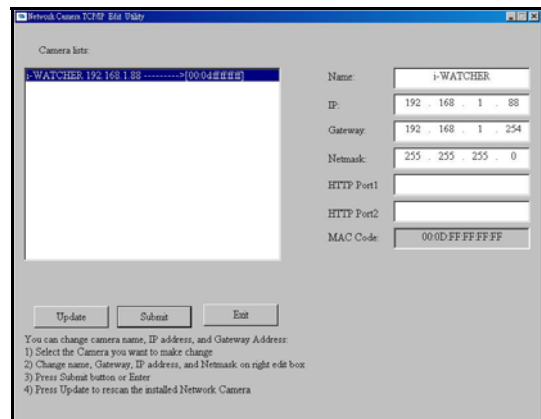 Network Camera TCP/IP Edit Utility
Camera lists:
i-WATCHER 192.168.1.88 --------->[00:0d:ff:ff:ff:ff]
Name: i-WATCHER
IP: 192 . 168 . 1 . 88
Gateway: 192 . 168 . 1 . 254
Netmask: 255 . 255 . 255 . 0
HTTP Port1
HTTP Port2
MAC Code: 00:0D:FF:FF:FF:FF
Update Submit Exit
You can change camera name, IP address, and Gateway Address:
1) Select the Camera you want to make change
2) Change name, Gateway, IP address, and Netmask on right edit box
3) Press Submit button or Enter
4) Press Update to rescan the installed Network Camera